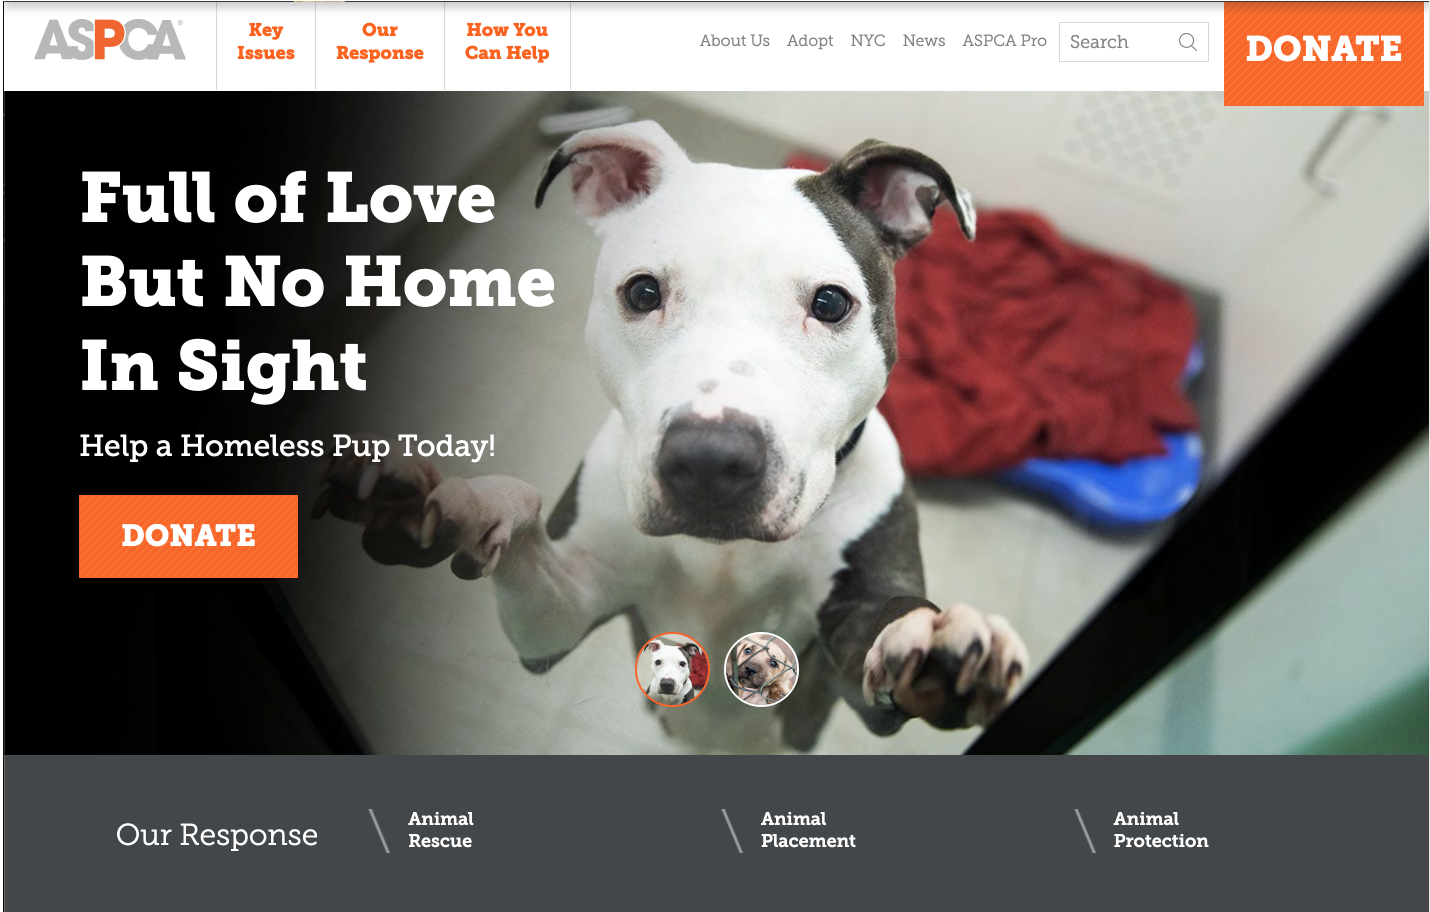 ASPCA®
Key
Issues
Our
Response
How You
Can Help
About Us
Adopt
NYC
News
ASPCA Pro
Search
DONATE
Full of Love
But No Home
In Sight
Help a Homeless Pup Today!
DONATE
Our Response
Animal
Rescue
Animal
Placement
Animal
Protection